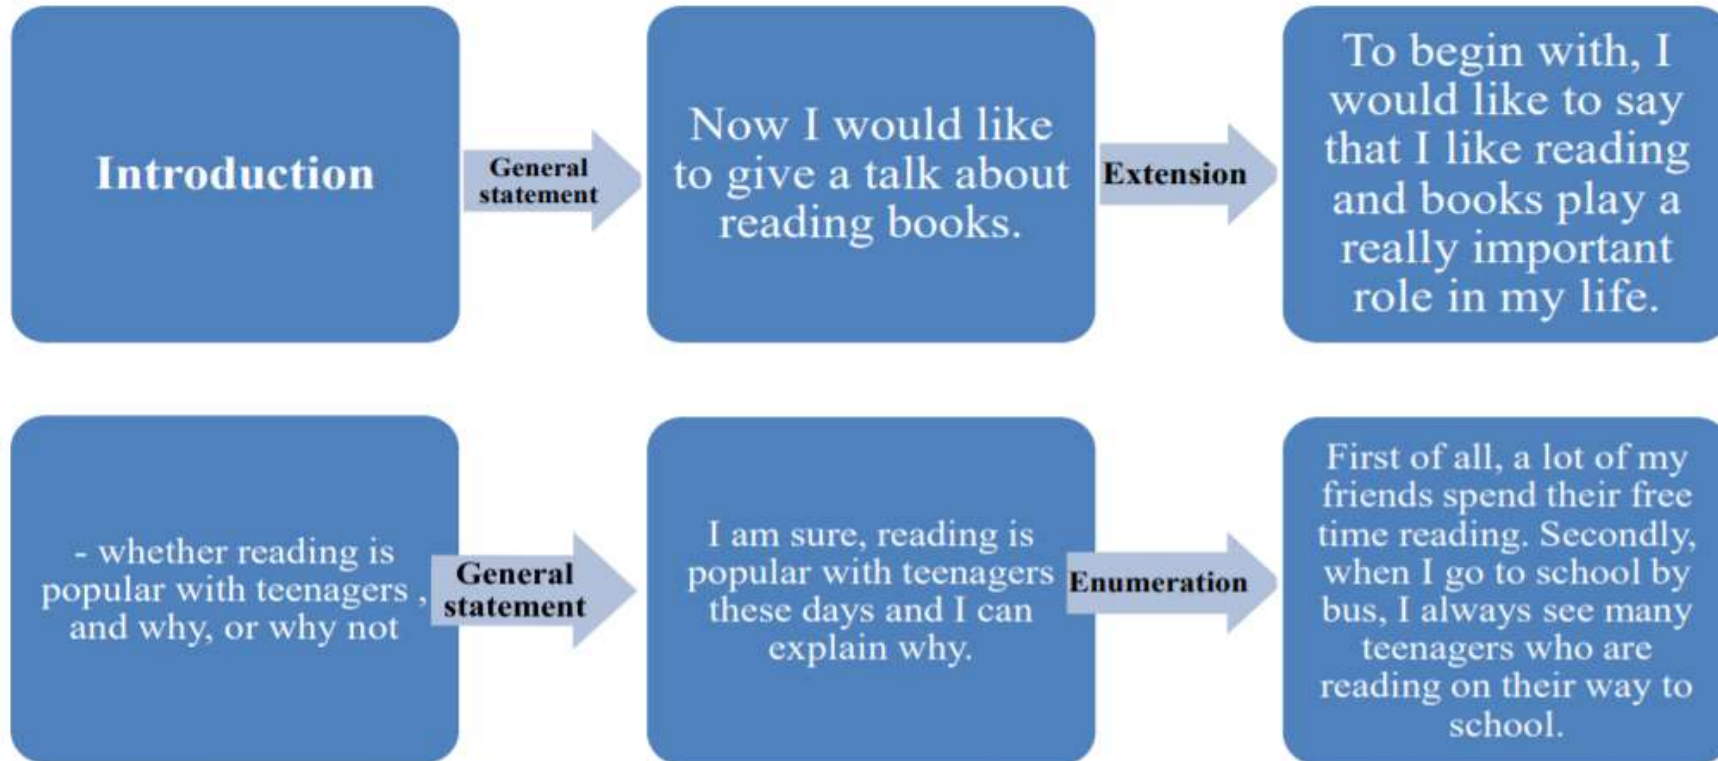 Introduction
General
statement
Now I would like
to give a talk about
reading books.
Extension
To begin with, I
would like to say
that I like reading
and books play a
really important
role in my life.
- whether reading is
popular with teenagers ,
and why, or why not
General
statement
I am sure, reading is
popular with teenagers
these days and I can
explain why.
Enumeration
First of all, a lot of my
friends spend their free
time reading. Secondly,
when I go to school by
bus, I always see many
teenagers who are
reading on their way to
school.